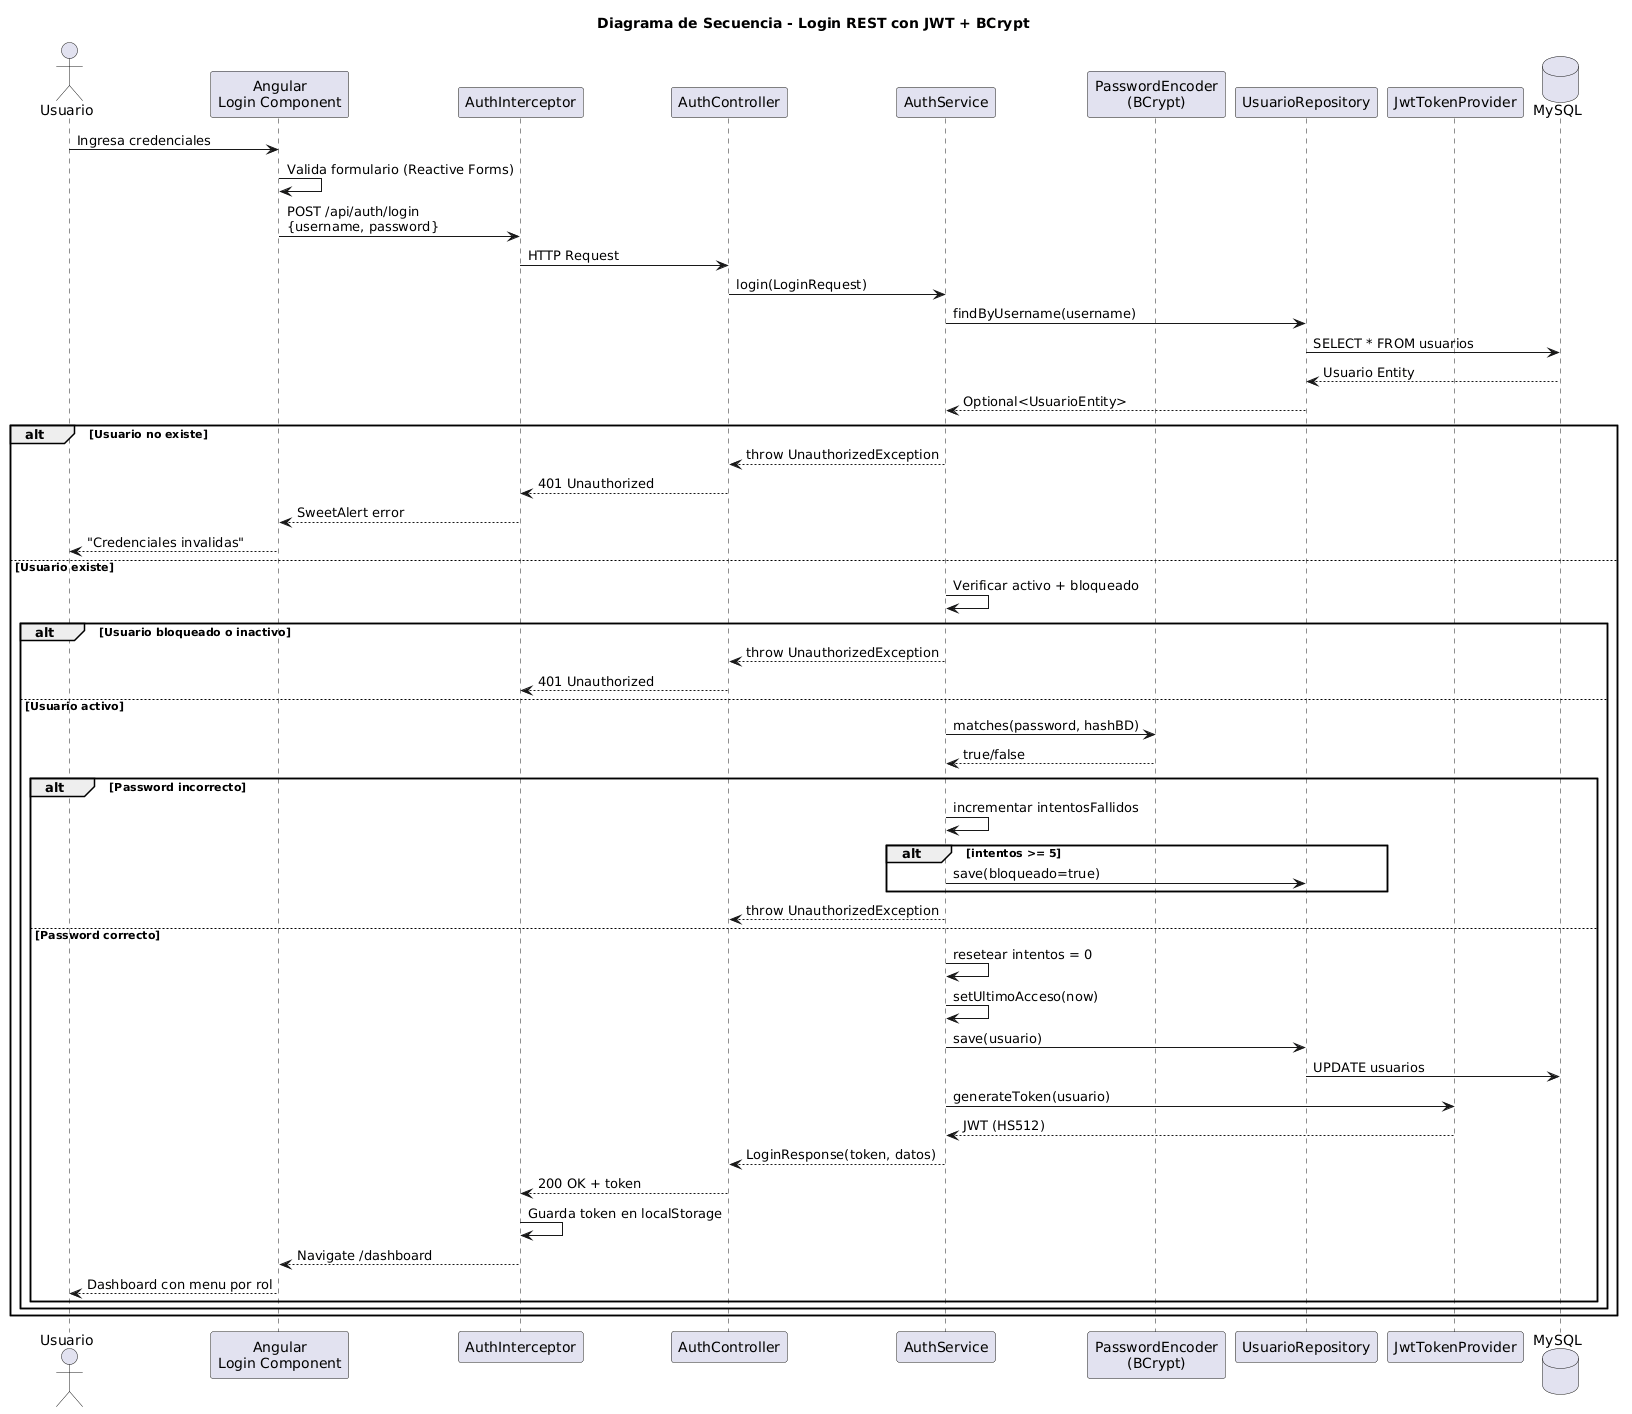 Diagrama de Secuencia - Login REST con JWT + BCrypt
Usuario
Angular
Login Component
AuthInterceptor
AuthController
AuthService
PasswordEncoder
(BCrypt)
UsuarioRepository
JwtTokenProvider
MySQL
Ingresa credenciales
Valida formulario (Reactive Forms)
POST /api/auth/login
{username, password}
HTTP Request
login(LoginRequest)
findByUsername(username)
SELECT * FROM usuarios
Usuario Entity
Optional<UsuarioEntity>
alt [Usuario no existe]
throw UnauthorizedException
401 Unauthorized
SweetAlert error
"Credenciales invalidas"
[Usuario existe]
Verificar activo + bloqueado
alt [Usuario bloqueado o inactivo]
throw UnauthorizedException
401 Unauthorized
[Usuario activo]
matches(password, hashBD)
true/false
alt [Password incorrecto]
incrementar intentosFallidos
alt [intentos >= 5]
save(bloqueado=true)
throw UnauthorizedException
[Password correcto]
resetear intentos = 0
setUltimoAcceso(now)
save(usuario)
UPDATE usuarios
generateToken(usuario)
JWT (HS512)
LoginResponse(token, datos)
200 OK + token
Guarda token en localStorage
Navigate /dashboard
Dashboard con menu por rol
Usuario
Angular
Login Component
AuthInterceptor
AuthController
AuthService
PasswordEncoder
(BCrypt)
UsuarioRepository
JwtTokenProvider
MySQL